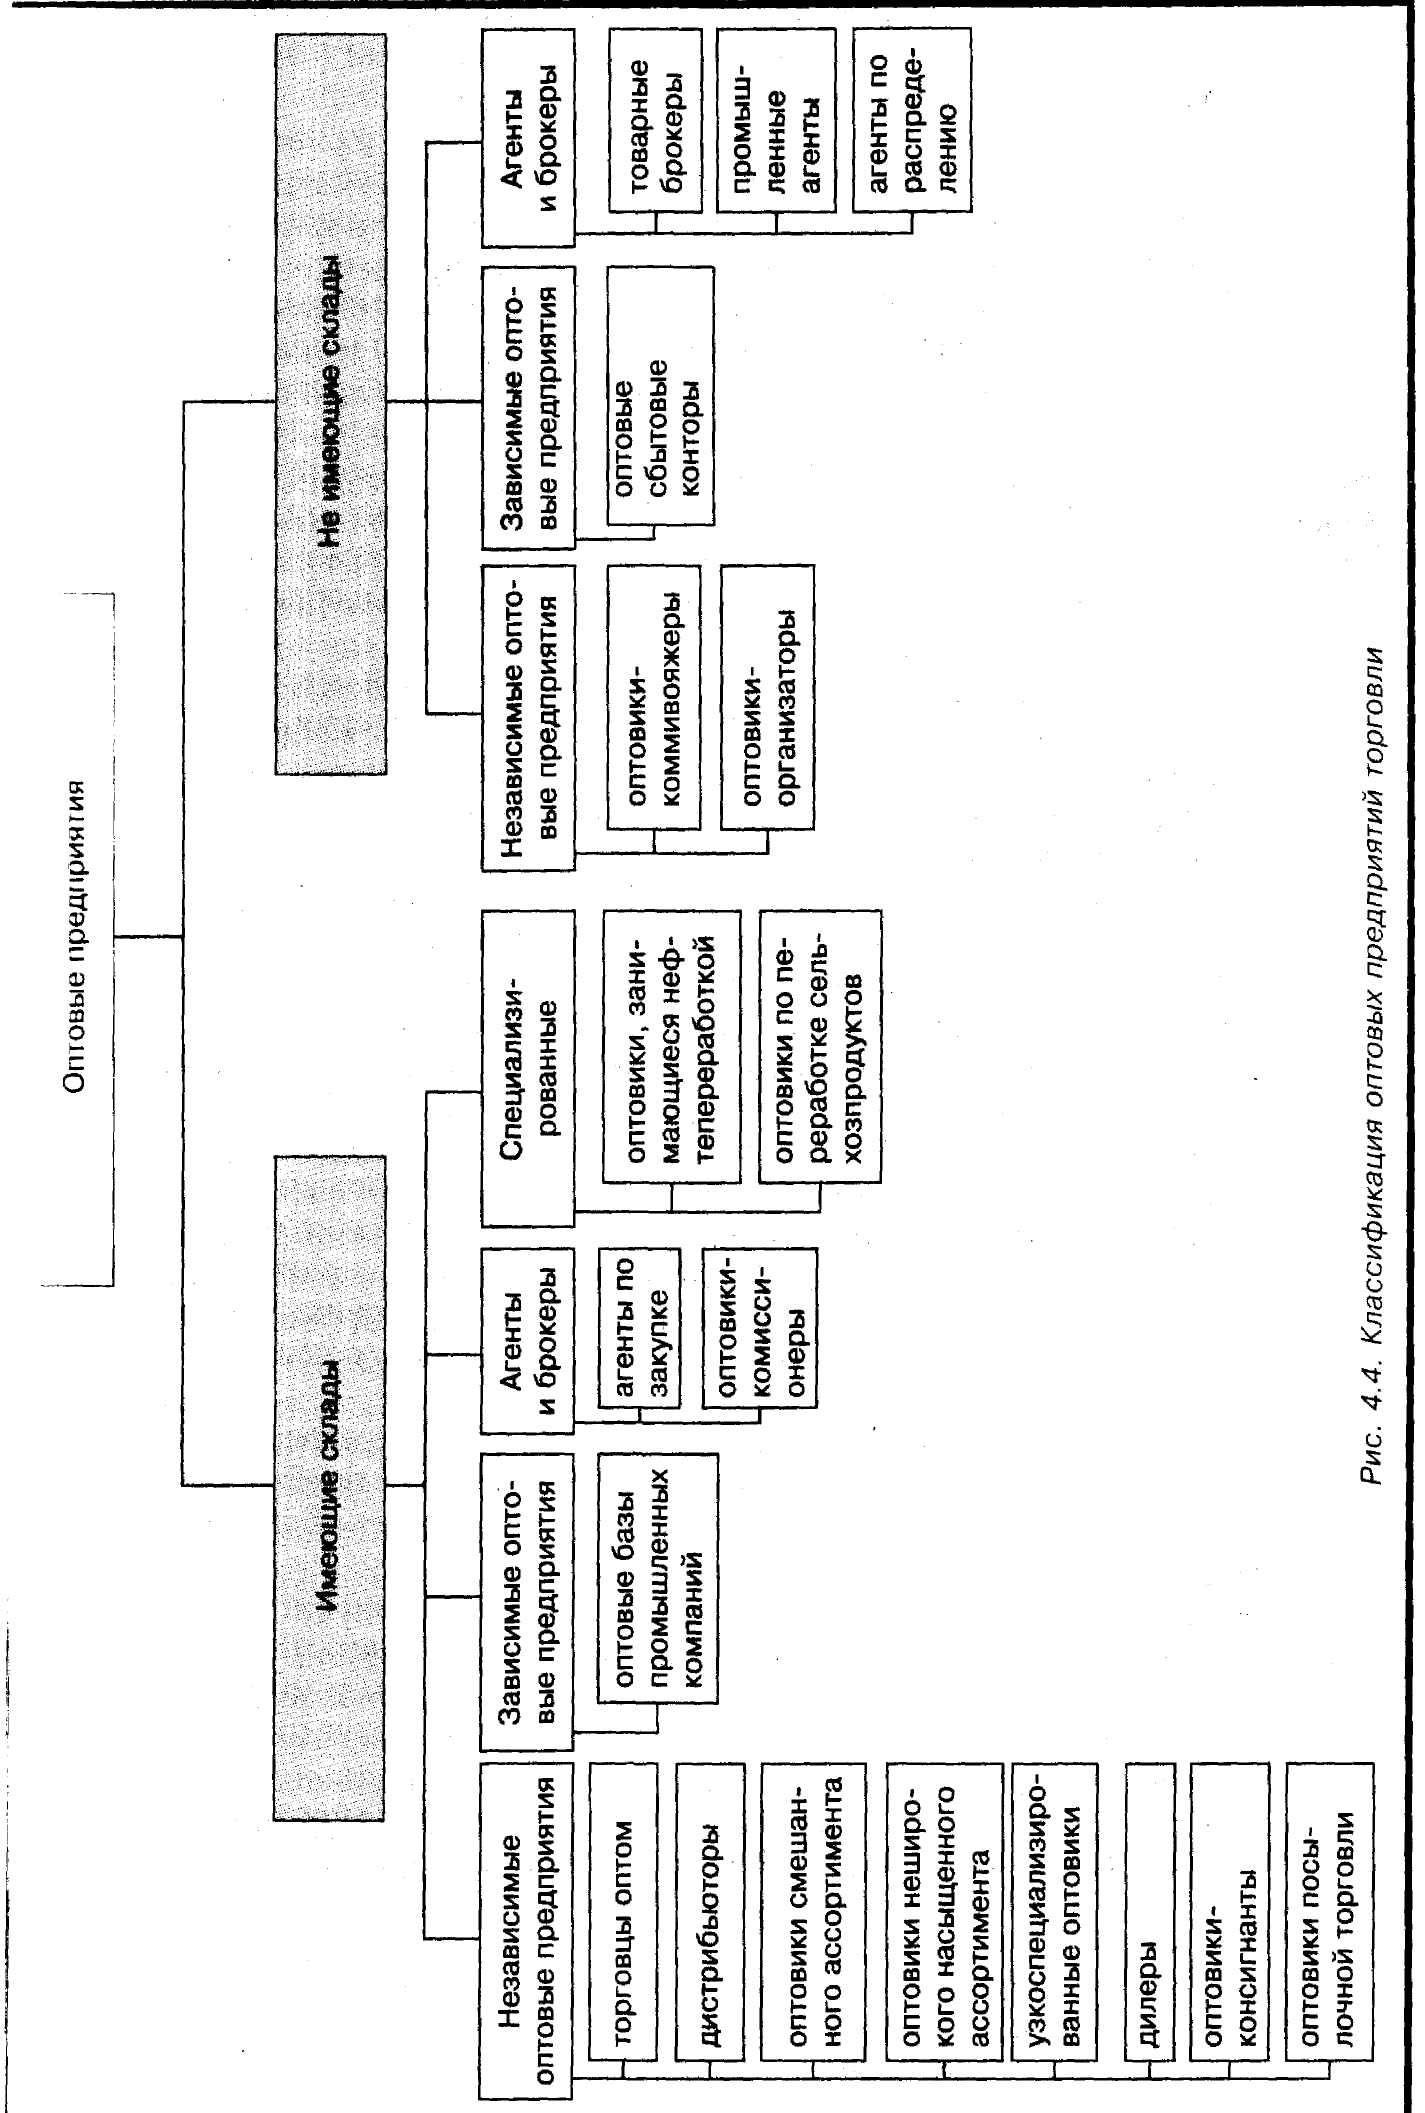 Оптовые предприятия
Имеющие склады
Не имеющие склады
Независимые
оптовые предприятия
торговцы оптом
дистрибьюторы
оптовики смешан-
ного ассортимента
оптовики неширо-
кого насыщенного
ассортимента
узкоспециализиро-
ванные оптовики
дилеры
оптовики-
консигнанты
оптовики посы-
лочной торговли
Зависимые опто-
вые предприятия
оптовые базы
промышленных
компаний
Агенты
и брокеры
агенты по
закупке
оптовики-
комисси-
онеры
Специализи-
рованные
оптовики, зани-
мающиеся неф-
тепереработкой
оптовики по пе-
реработке сель-
хозпродуктов
Независимые опто-
вые предприятия
оптовики-
коммивояжеры
оптовики-
организаторы
Зависимые опто-
вые предприятия
оптовые
сбытовые
конторы
Агенты
и брокеры
товарные
брокеры
промыш-
ленные
агенты
агенты по
распреде-
лению
Рис. 4.4. Классификация оптовых предприятий торговли